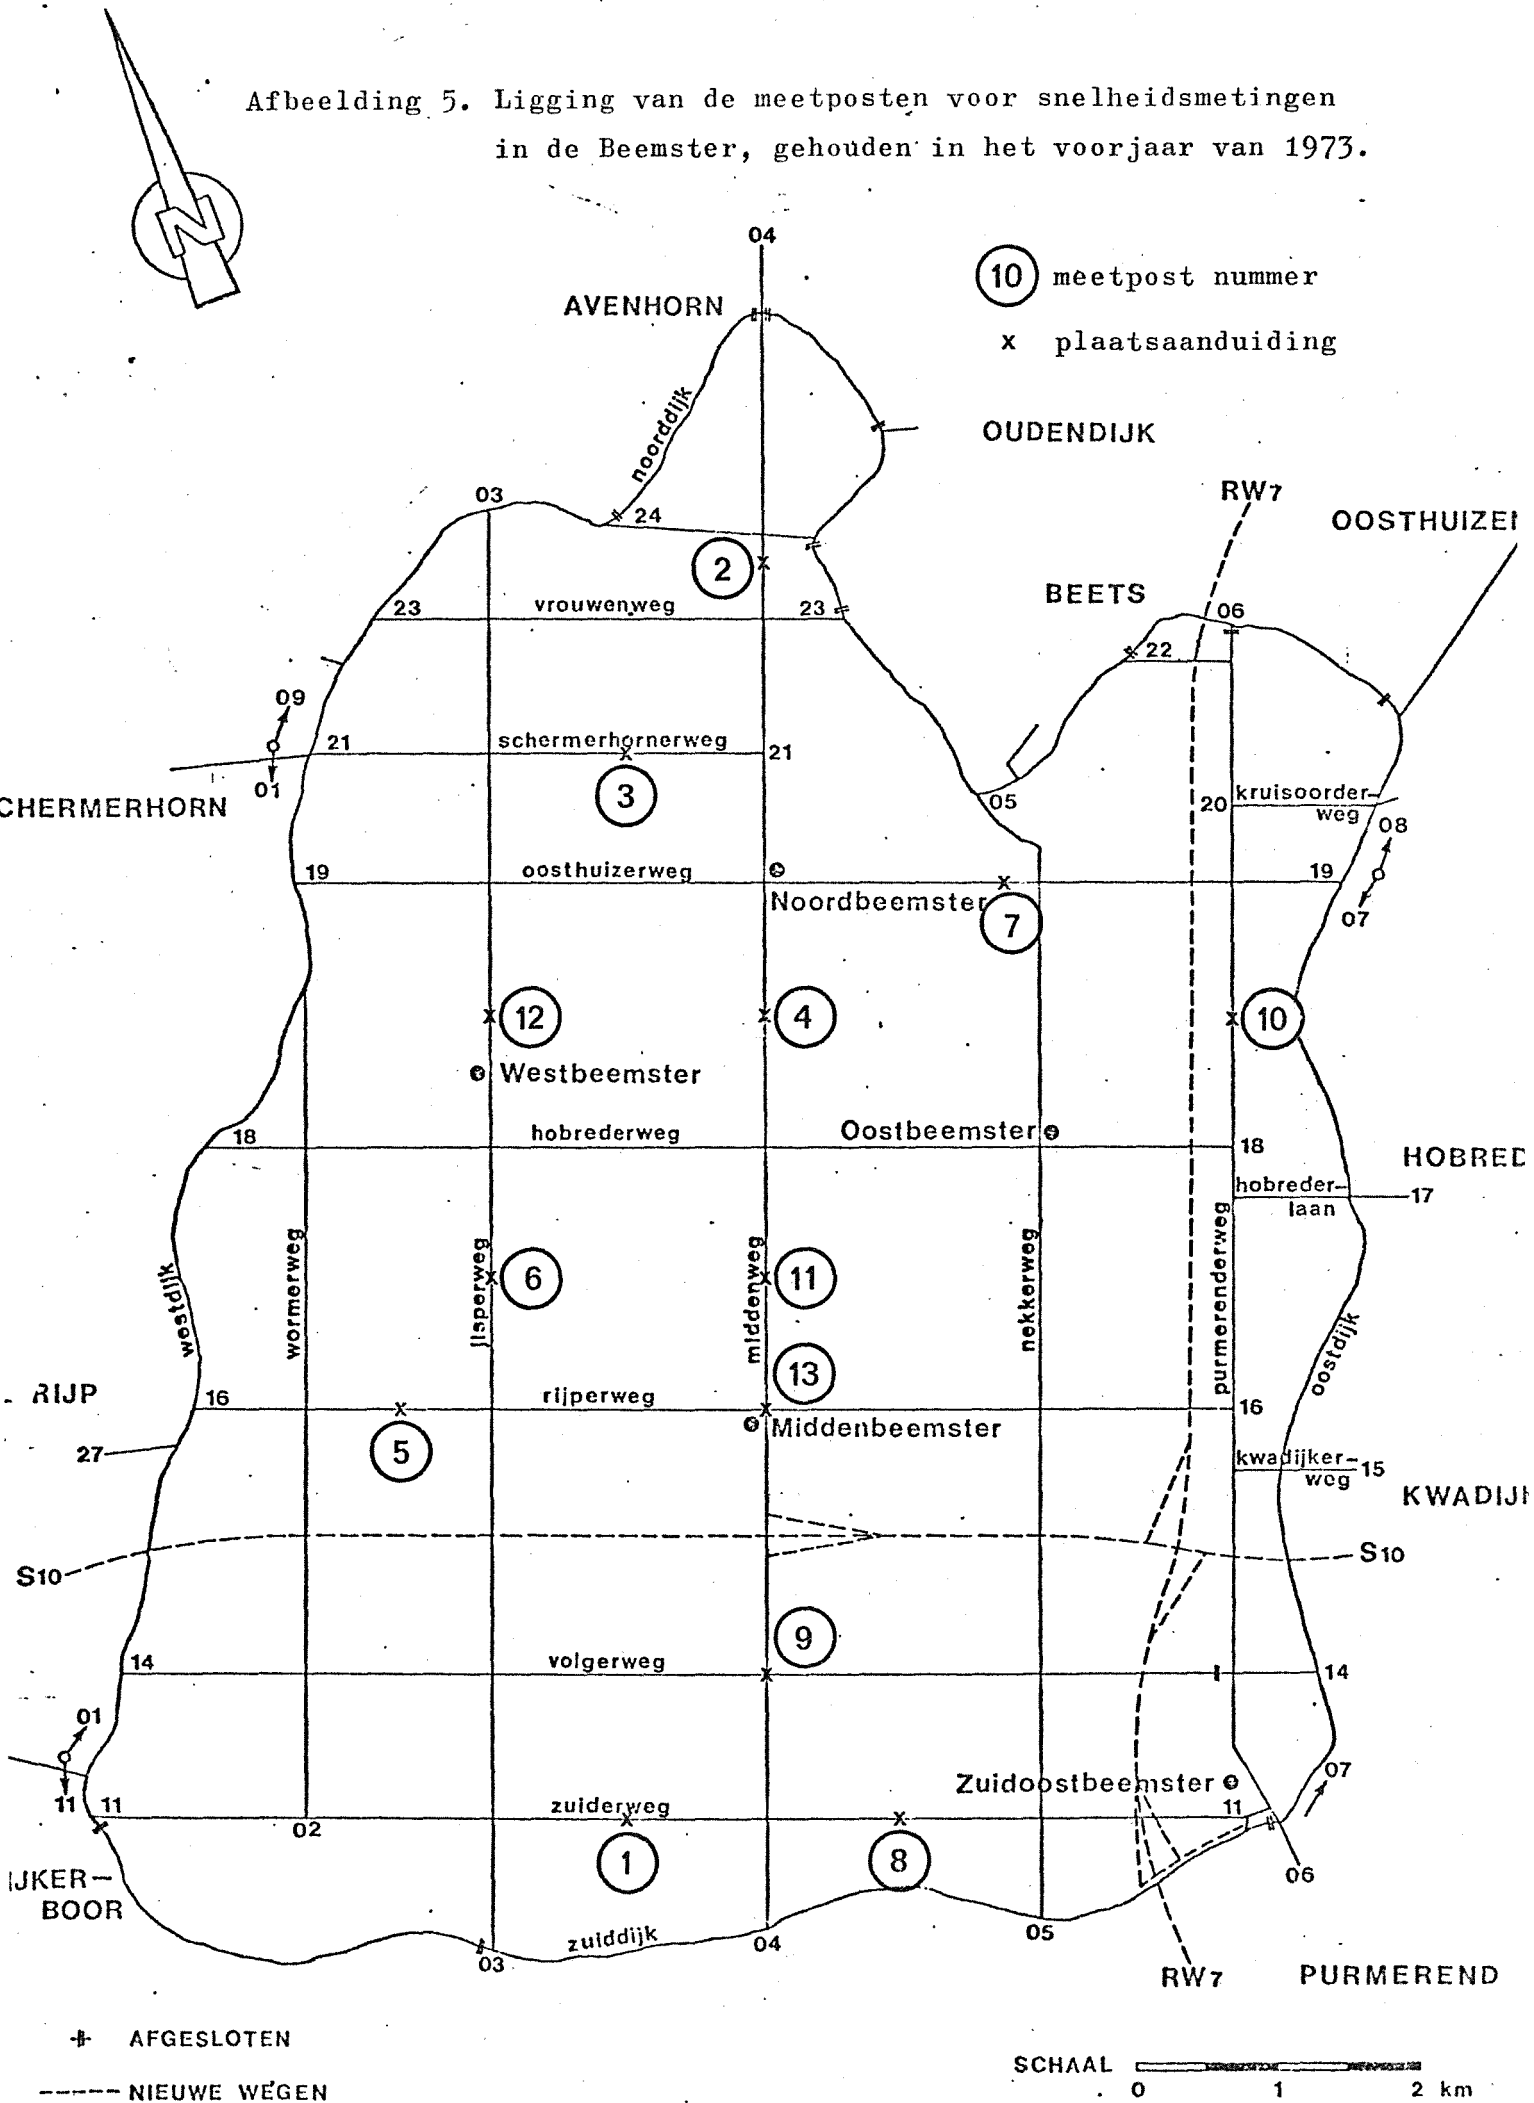 Afbeelding 5. Ligging van de meetposten voor snelheidsmetingen
in de Beemster, gehouden in het voorjaar van 1973.
N
04
10 meetpost nummer
AVENHORN
x plaatsaanduiding
noorddijk
OUDENDIJK
RW7
03
24
OOSTHUIZE
2
BEETS
23
vrouwenweg
23
06
22
09
21
schermerhornerweg
21
01
3
CHERMERHORN
05
20
kruisoorder-
weg
08
19
oosthuizerweg
19
Noordbeemster
7
07
12
4
10
Westbeemster
18
hobrederweg
Oostbeemster
18
HOBRED
hobreder-
laan
17
westdijk
wormerweg
jisperweg
6
middenweg
11
nekkerweg
purmerenderweg
oostdijk
13
RIJP
16
rijperweg
16
Middenbeemster
27
5
kwadijker-
weg
15
KWADIJ
S10
S10
9
14
volgerweg
14
01
Zuidoostbeemster
07
11
11
zuiderweg
11
02
1
8
IJKER-
BOOR
06
zuiddijk
03
04
05
RW7
PURMEREND
AFGESLOTEN
NIEUWE WEGEN
SCHAAL
0 1 2 km